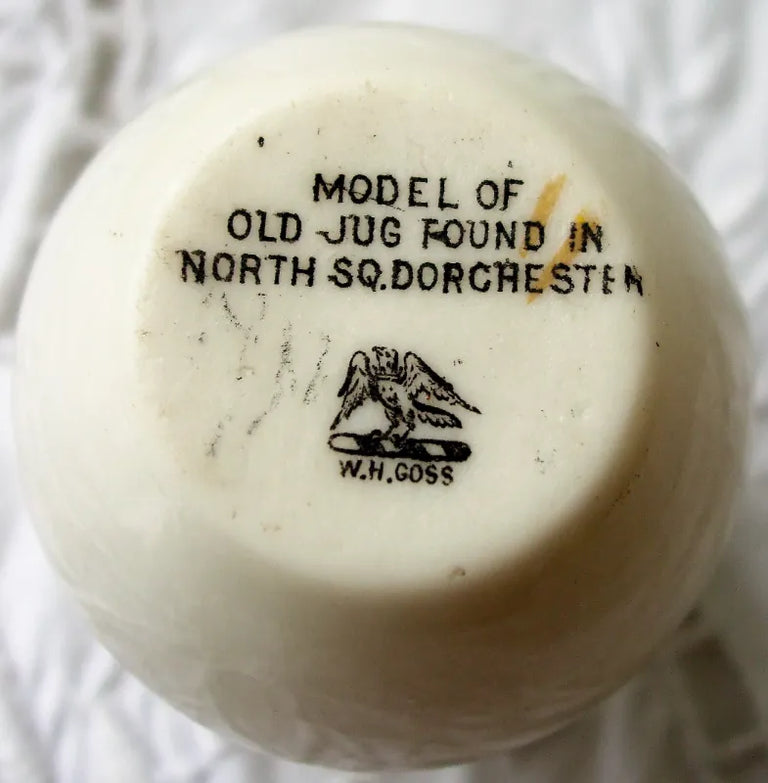 MODEL OF
OLD JUG FOUND IN
NORTH SQ. DORCHESTER
W.H. GOSS